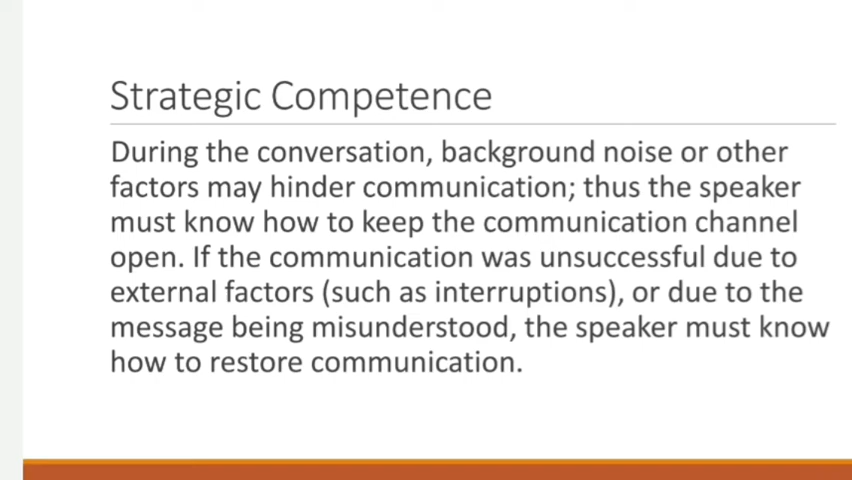 Strategic Competence
During the conversation, background noise or other
factors may hinder communication; thus the speaker
must know how to keep the communication channel
open. If the communication was unsuccessful due to
external factors (such as interruptions), or due to the
message being misunderstood, the speaker must know
how to restore communication.